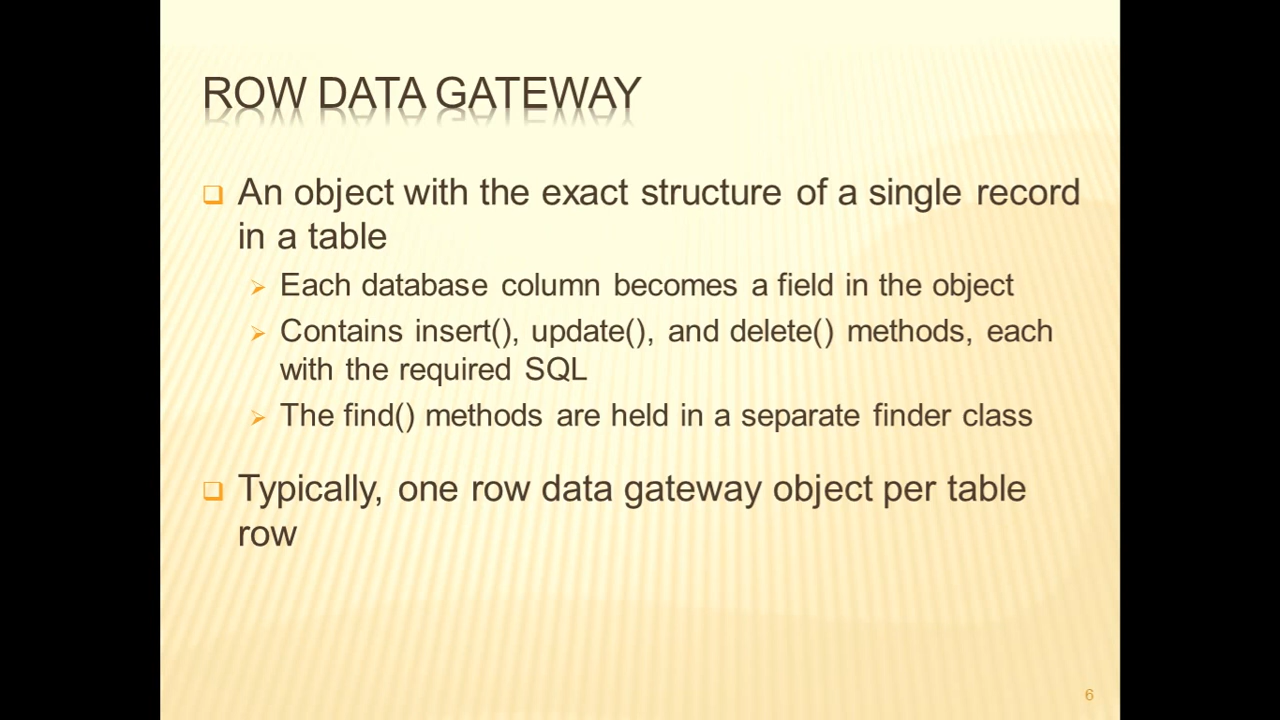 ROW DATA GATEWAY
An object with the exact structure of a single record
in a table
Each database column becomes a field in the object
Contains insert(), update(), and delete() methods, each
with the required SQL
The find() methods are held in a separate finder class
Typically, one row data gateway object per table
row
6